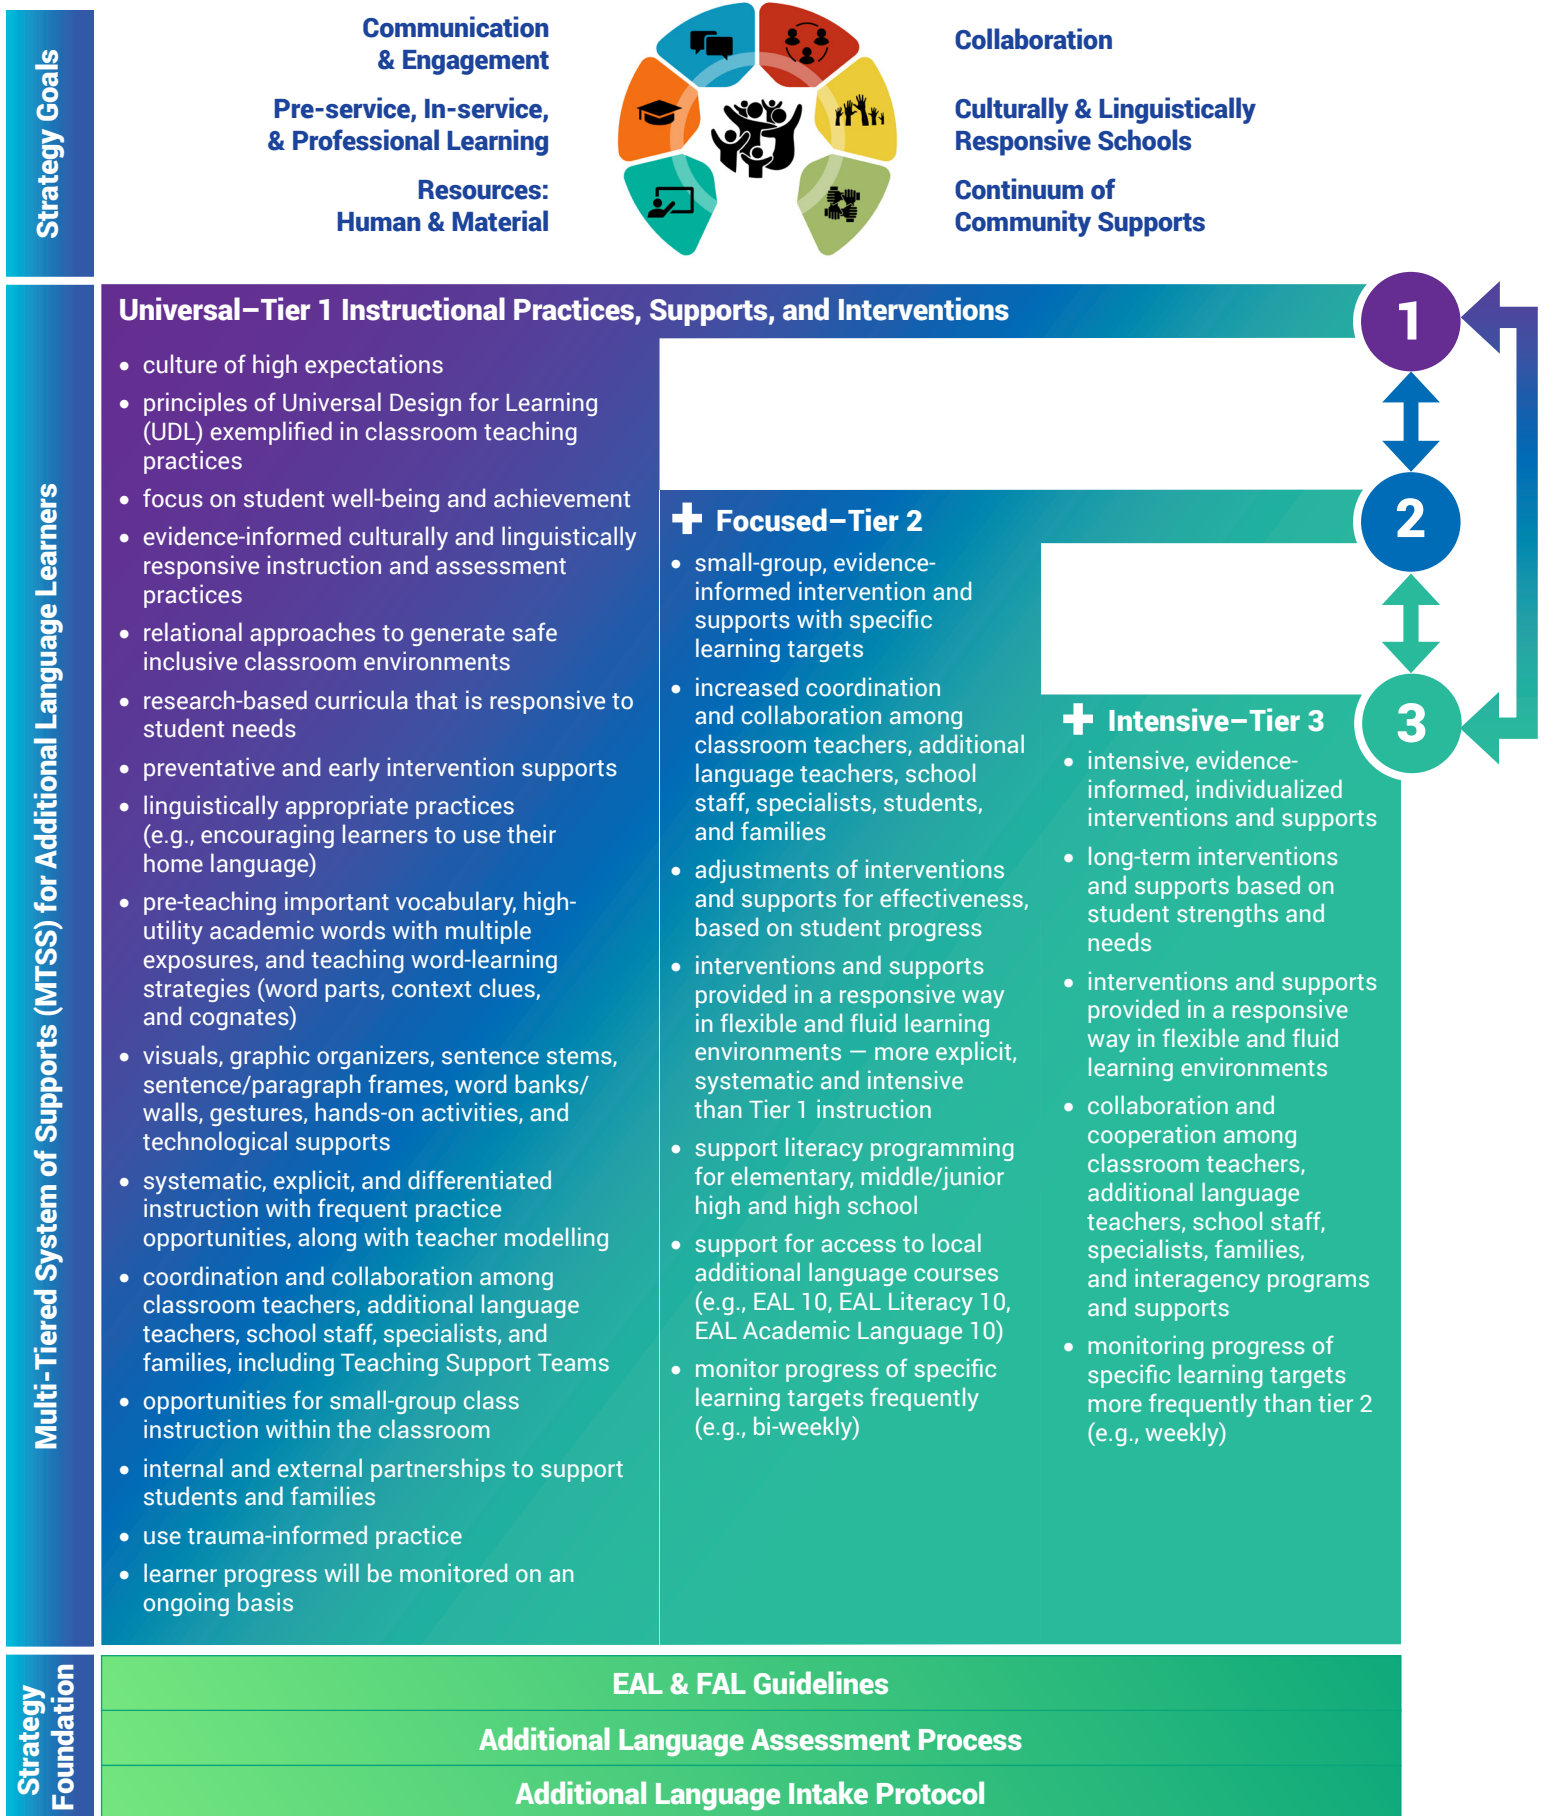 Strategy Goals
Communication
& Engagement
Pre-service, In-service,
& Professional Learning
Resources:
Human & Material
Collaboration
Culturally & Linguistically
Responsive Schools
Continuum of
Community Supports
Multi-Tiered System of Supports (MTSS) for Additional Language Learners
Universal–Tier 1 Instructional Practices, Supports, and Interventions
1
• culture of high expectations
• principles of Universal Design for Learning
(UDL) exemplified in classroom teaching
practices
• focus on student well-being and achievement
• evidence-informed culturally and linguistically
responsive instruction and assessment
practices
• relational approaches to generate safe
inclusive classroom environments
• research-based curricula that is responsive to
student needs
• preventative and early intervention supports
• linguistically appropriate practices
(e.g., encouraging learners to use their
home language)
• pre-teaching important vocabulary, high-
utility academic words with multiple
exposures, and teaching word-learning
strategies (word parts, context clues,
and cognates)
• visuals, graphic organizers, sentence stems,
sentence/paragraph frames, word banks/
walls, gestures, hands-on activities, and
technological supports
• systematic, explicit, and differentiated
instruction with frequent practice
opportunities, along with teacher modelling
• coordination and collaboration among
classroom teachers, additional language
teachers, school staff, specialists, and
families, including Teaching Support Teams
• opportunities for small-group class
instruction within the classroom
• internal and external partnerships to support
students and families
• use trauma-informed practice
• learner progress will be monitored on an
ongoing basis
+ Focused–Tier 2
2
• small-group, evidence-
informed intervention and
supports with specific
learning targets
• increased coordination
and collaboration among
classroom teachers, additional
language teachers, school
staff, specialists, students,
and families
• adjustments of interventions
and supports for effectiveness,
based on student progress
• interventions and supports
provided in a responsive way
in flexible and fluid learning
environments — more explicit,
systematic and intensive
than Tier 1 instruction
• support literacy programming
for elementary, middle/junior
high and high school
• support for access to local
additional language courses
(e.g., EAL 10, EAL Literacy 10,
EAL Academic Language 10)
• monitor progress of specific
learning targets frequently
(e.g., bi-weekly)
+ Intensive–Tier 3
3
• intensive, evidence-
informed, individualized
interventions and supports
• long-term interventions
and supports based on
student strengths and
needs
• interventions and supports
provided in a responsive
way in flexible and fluid
learning environments
• collaboration and
cooperation among
classroom teachers,
additional language
teachers, school staff,
specialists, families,
and interagency programs
and supports
• monitoring progress of
specific learning targets
more frequently than tier 2
(e.g., weekly)
Strategy
Foundation
EAL & FAL Guidelines
Additional Language Assessment Process
Additional Language Intake Protocol